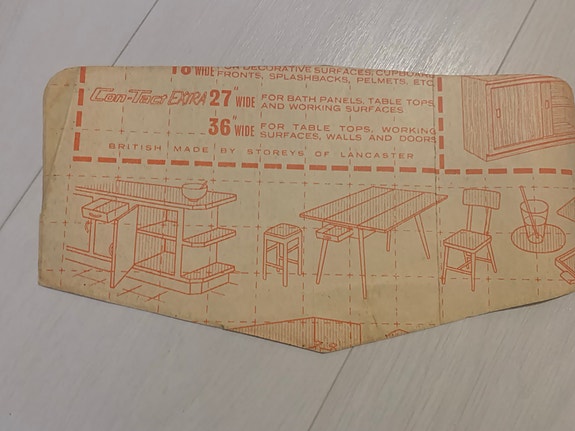 18" WIDE FOR DECORATIVE SURFACES, CUPBOARD
FRONTS, SPLASHBACKS, PELMETS, ETC
Con-Tact EXTRA 27" WIDE FOR BATH PANELS, TABLE TOPS
AND WORKING SURFACES
36" WIDE FOR TABLE TOPS, WORKING
SURFACES, WALLS AND DOORS
BRITISH MADE BY STOREYS OF LANCASTER